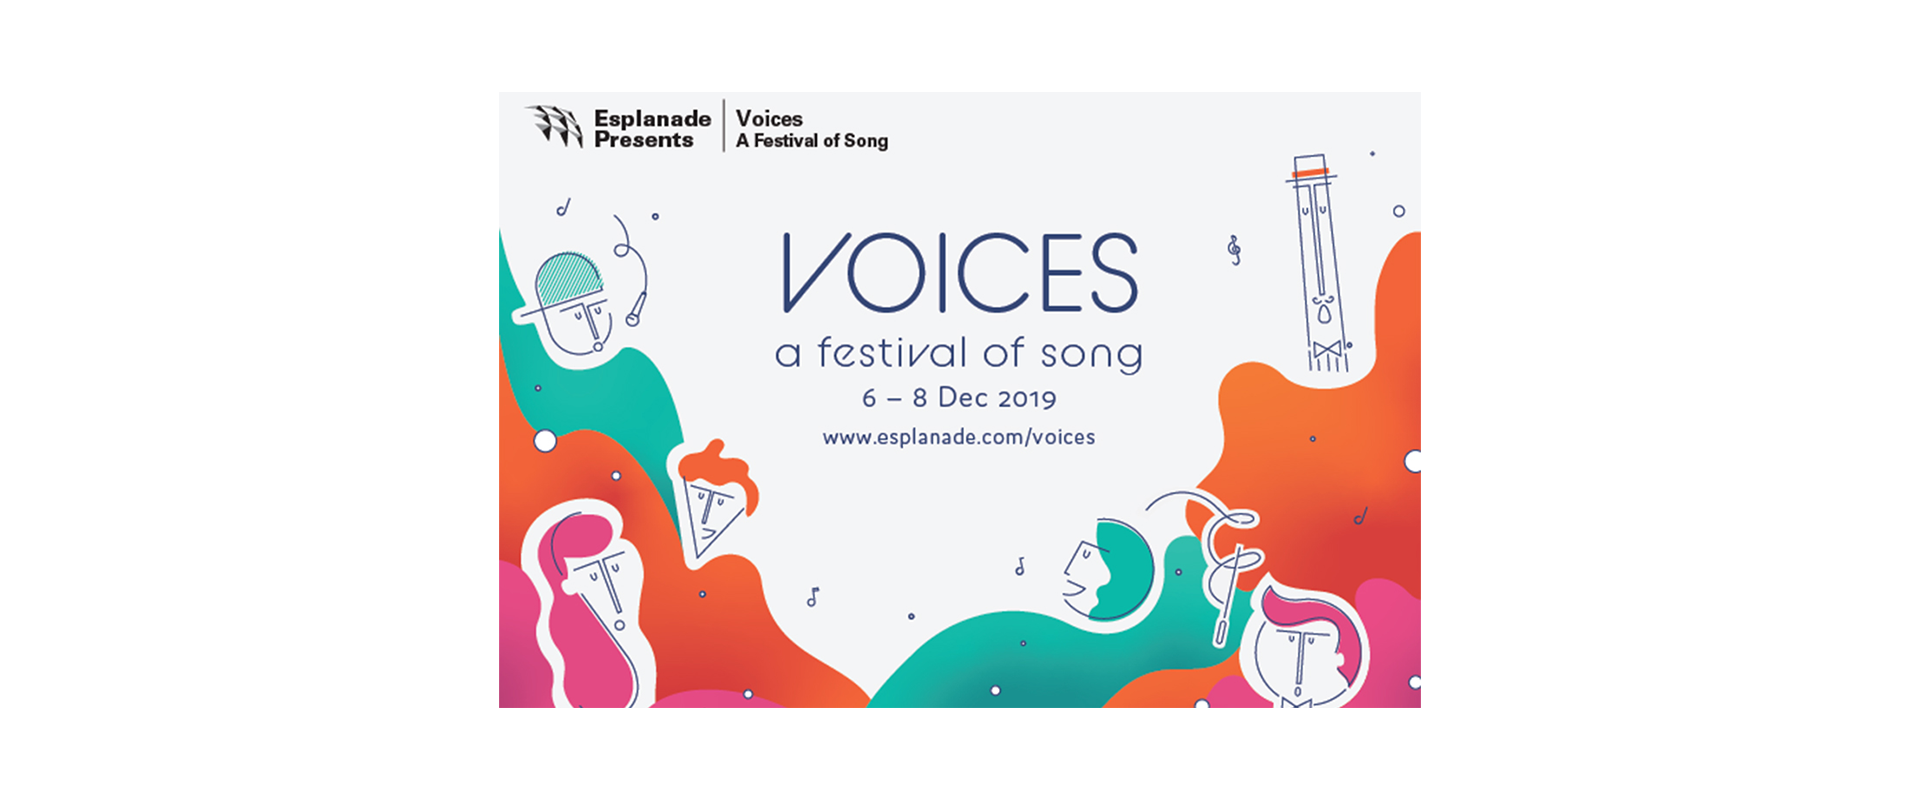 Esplanade
Presents
Voices
A Festival of Song
VOICES
a festival of song
6 – 8 Dec 2019
www.esplanade.com/voices